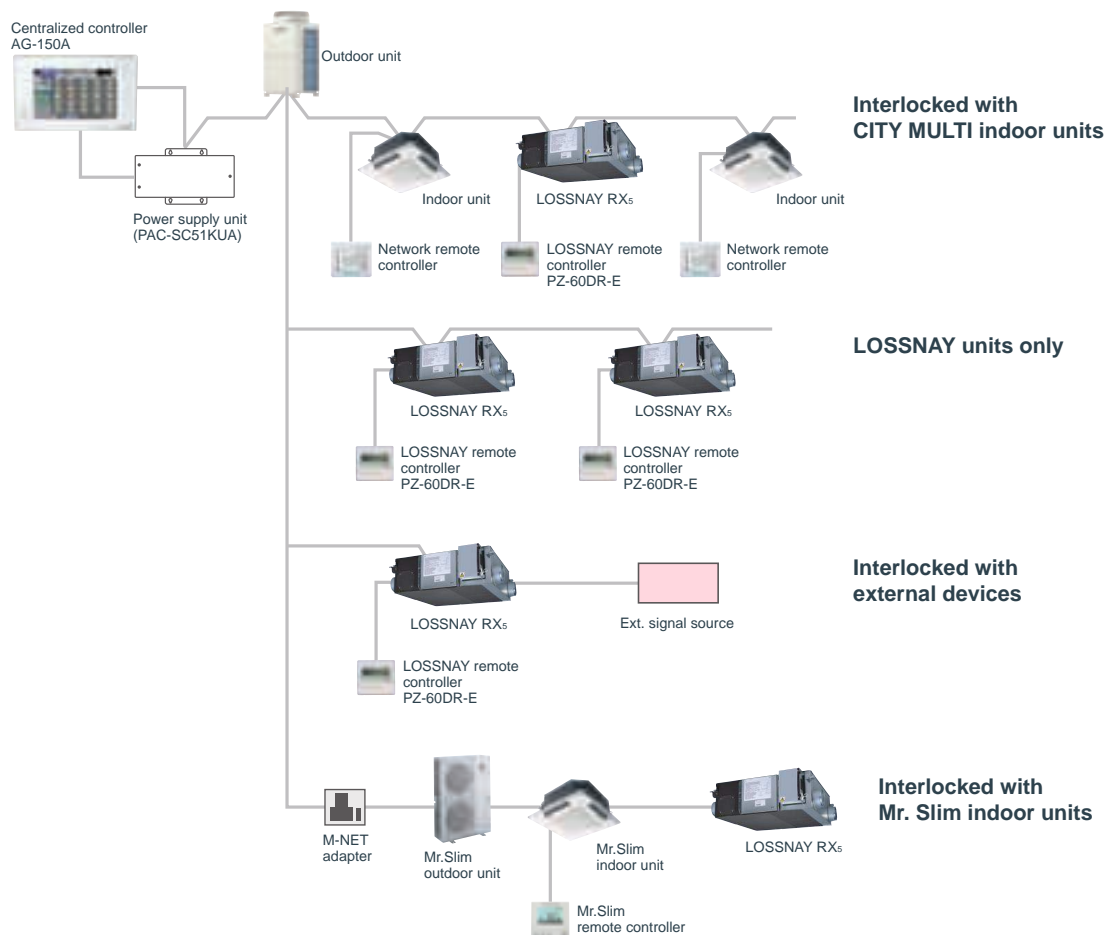 Centralized controller
AG-150A
Outdoor unit
Power supply unit
(PAC-SC51KUA)
Indoor unit
LOSSNAY RX₅
Indoor unit
Network remote
controller
LOSSNAY remote
controller
PZ-60DR-E
Network remote
controller
Interlocked with
CITY MULTI indoor units
LOSSNAY RX₅
LOSSNAY RX₅
LOSSNAY remote
controller
PZ-60DR-E
LOSSNAY remote
controller
PZ-60DR-E
LOSSNAY units only
LOSSNAY RX₅
Ext. signal source
LOSSNAY remote
controller
PZ-60DR-E
Interlocked with
external devices
M-NET
adapter
Mr.Slim
outdoor unit
Mr.Slim
indoor unit
LOSSNAY RX₅
Mr.Slim
remote controller
Interlocked with
Mr. Slim indoor units